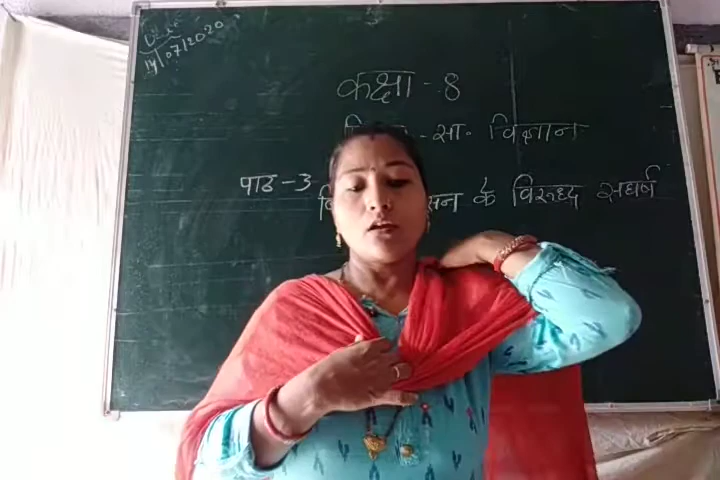 14/07/2020
कक्षा - 8
- सा. विज्ञान
पाठ - 3
के विरुध्द संघर्ष